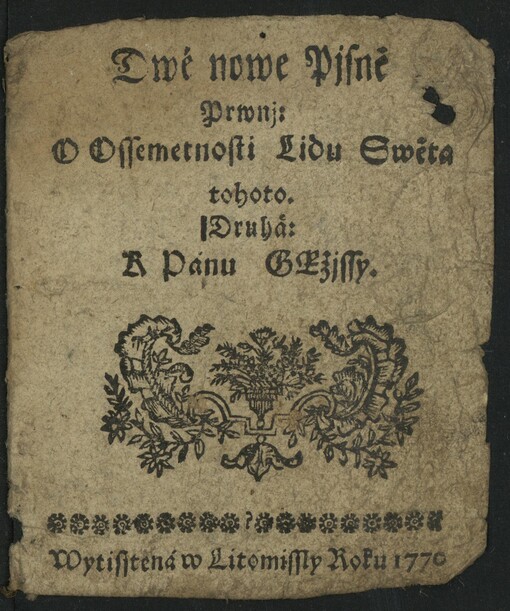 Dwě nowe Pjsně
Prwnj:
O Ossemetnosti Lidu Swěta
tohoto.
Druhá:
K Pánu GEžjssy.
Wytisstená w Litomissly Roku 1770